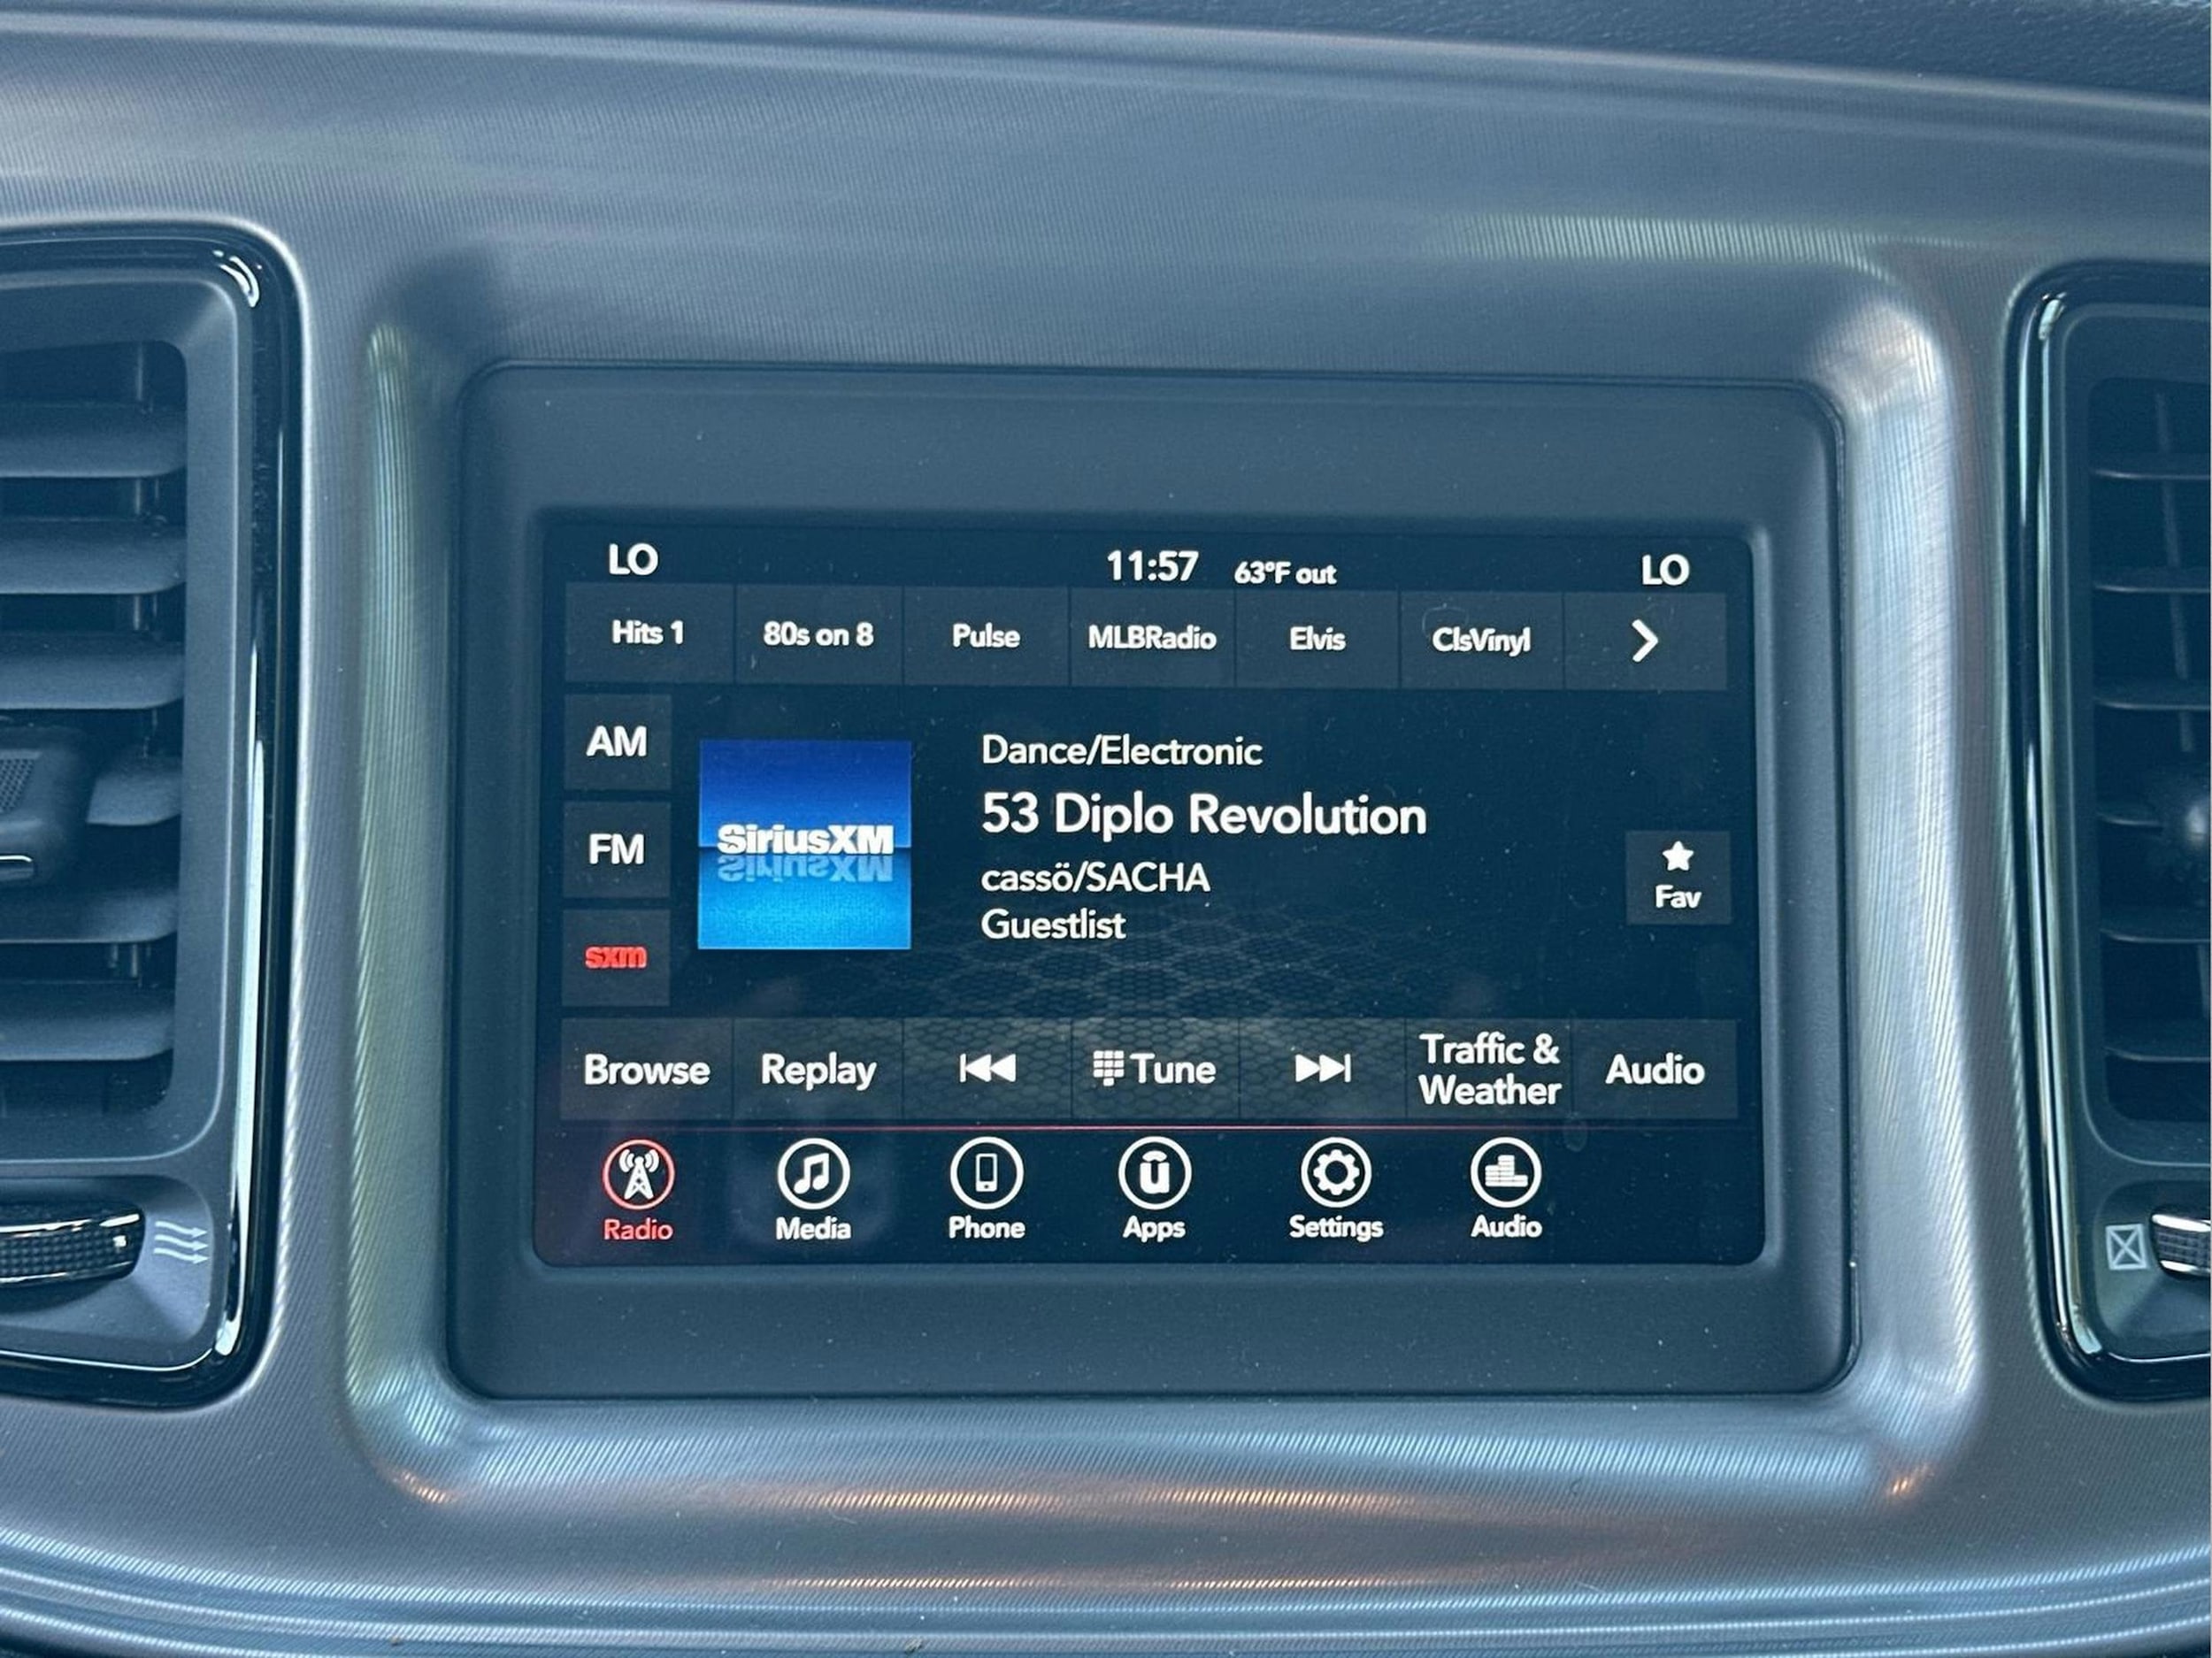 LO 11:57 63°F out LO
Hits 1 80s on 8 Pulse MLBRadio Elvis ClsVinyl
AM
FM
sxm
SiriusXM
Dance/Electronic
53 Diplo Revolution
cassö/SACHA
Guestlist
Fav
Browse Replay Tune Traffic & Weather Audio
Radio Media Phone Apps Settings Audio